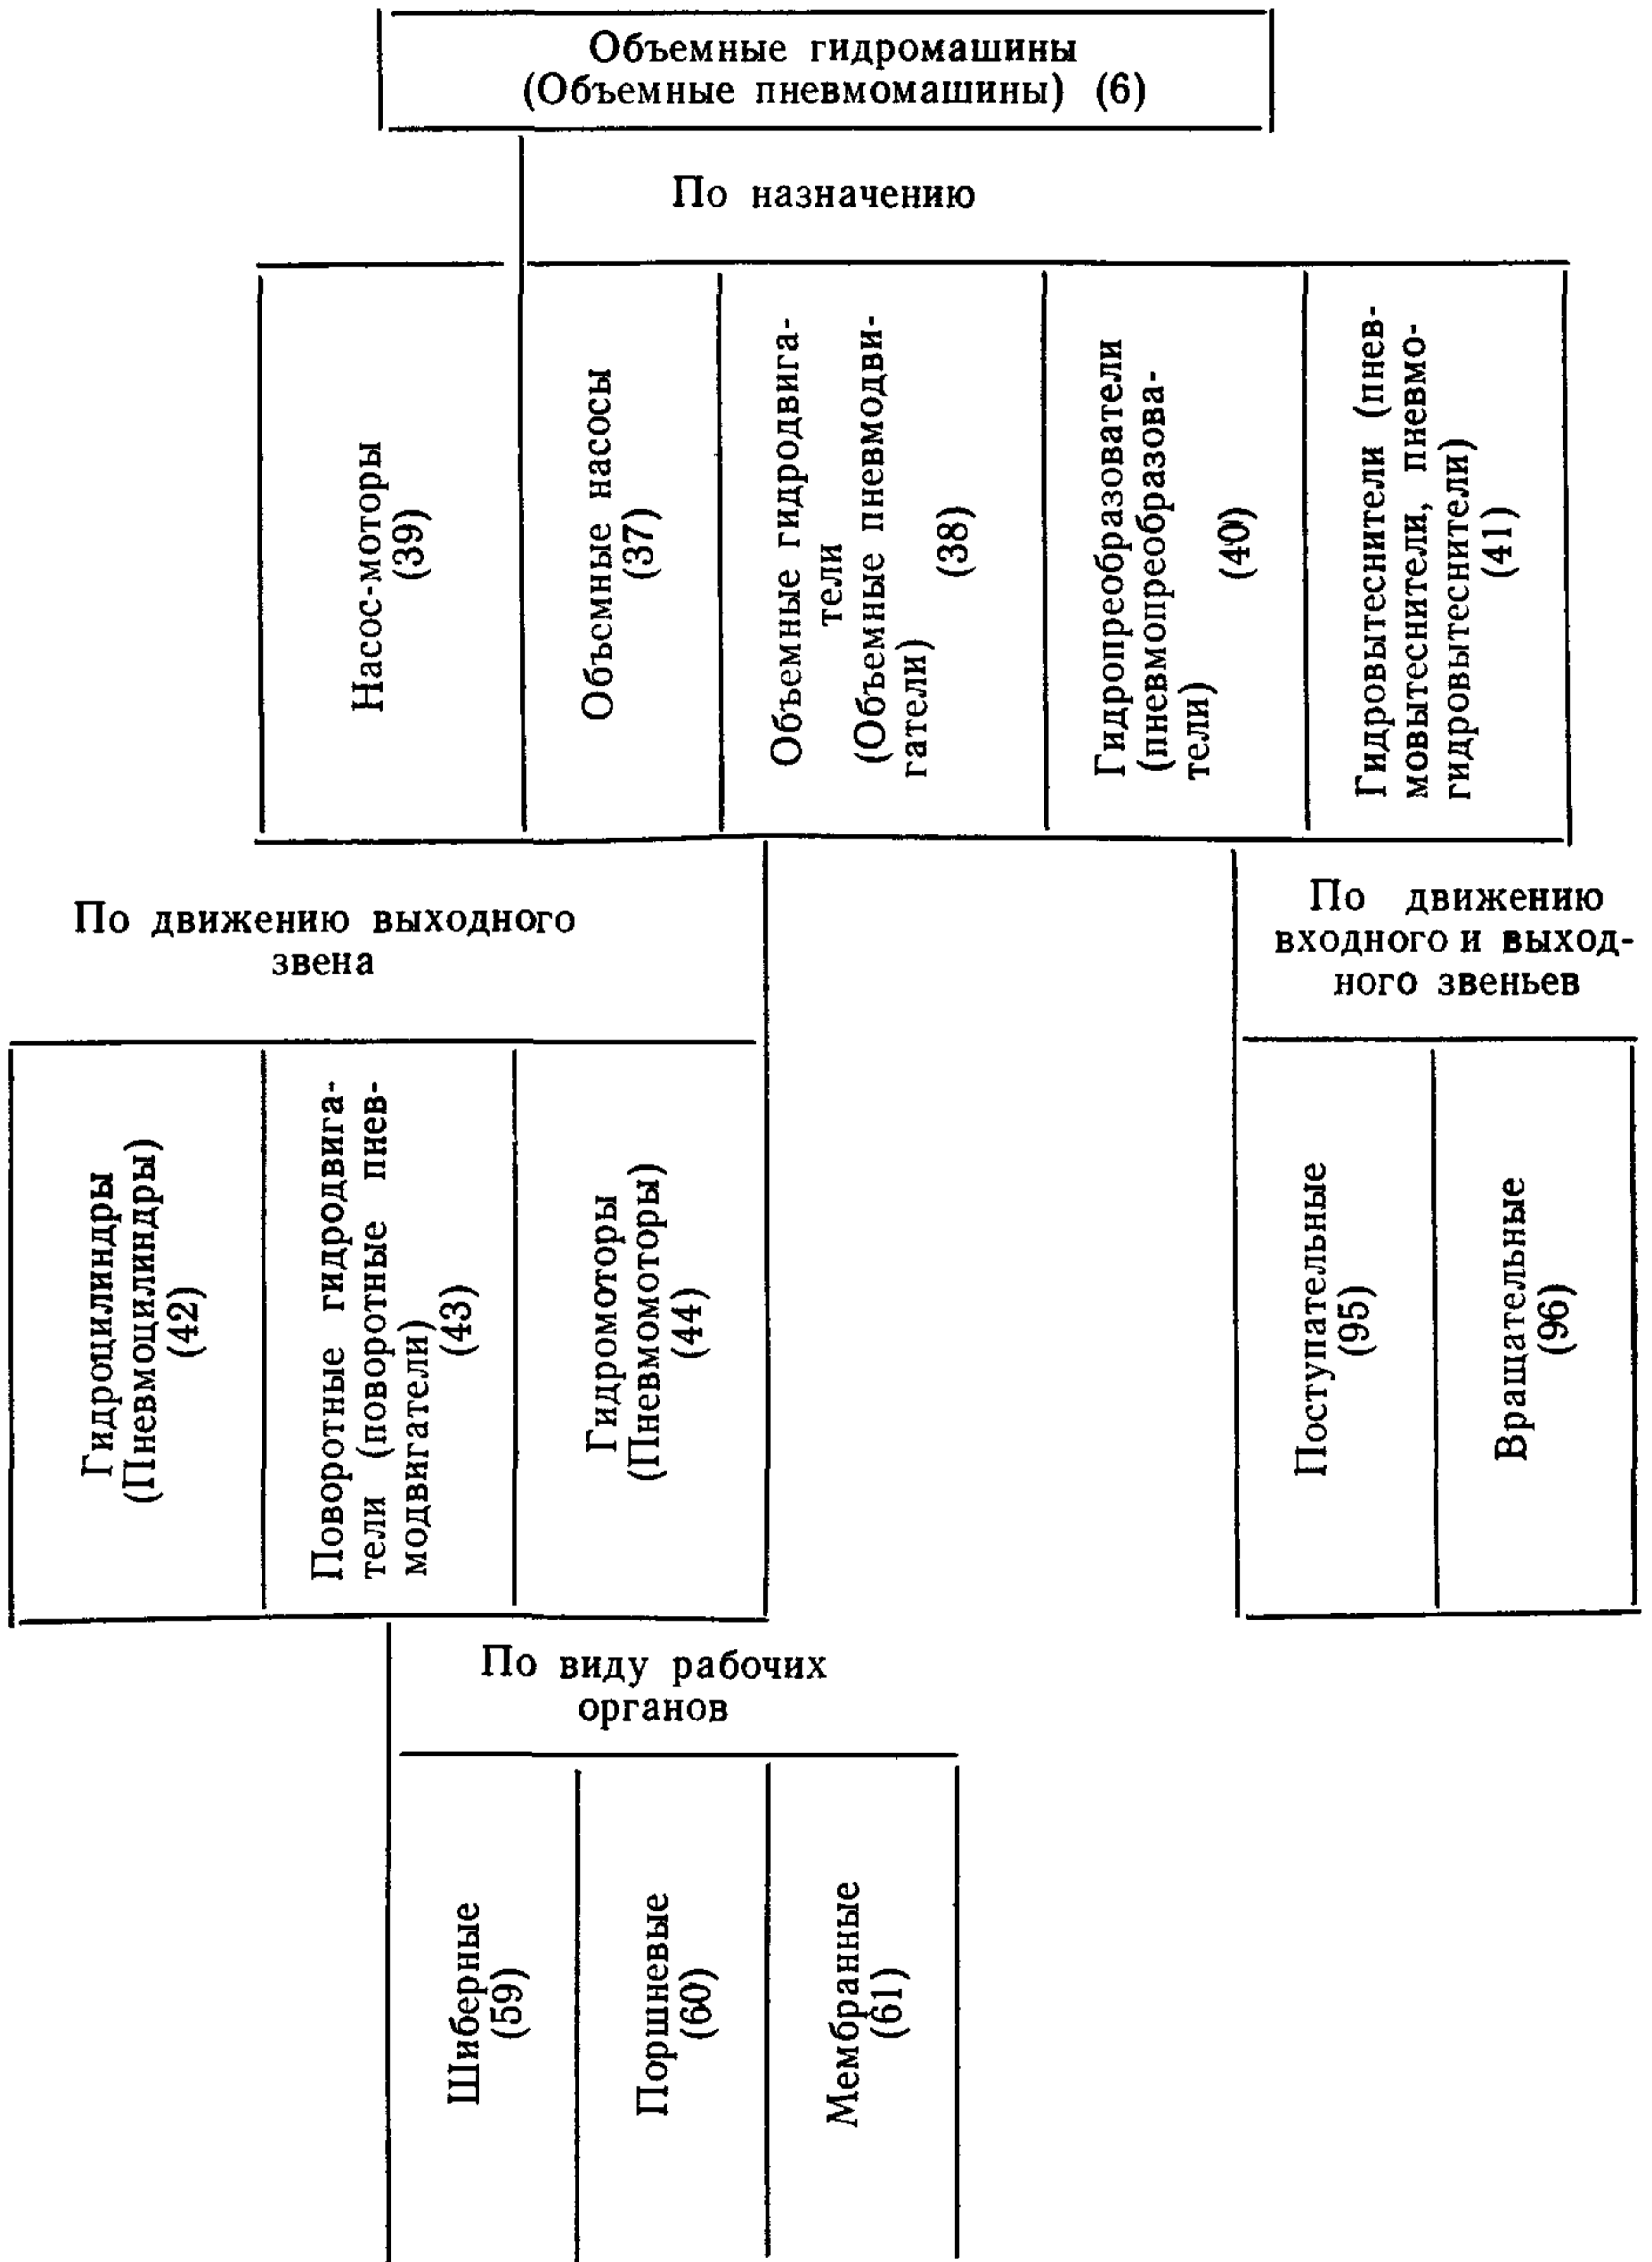 Объемные гидромашины
(Объемные пневмомашины) (6)
По назначению
Насос-моторы
(39)
Объемные насосы
(37)
Объемные гидродвига-
тели
(Объемные пневмодви-
гатели)
(38)
Гидропреобразователи
(пневмопреобразова-
тели)
(40)
Гидровытеснители (пнев-
мовытеснители, пневмо-
гидровытеснители)
(41)
По движению выходного
звена
По движению
входного и выход-
ного звеньев
Гидроцилиндры
(Пневмоцилиндры)
(42)
Поворотные гидродвига-
тели (поворотные пнев-
модвигатели)
(43)
Гидромоторы
(Пневмомоторы)
(44)
Поступательные
(95)
Вращательные
(96)
По виду рабочих
органов
Шиберные
(59)
Поршневые
(60)
Мембранные
(61)